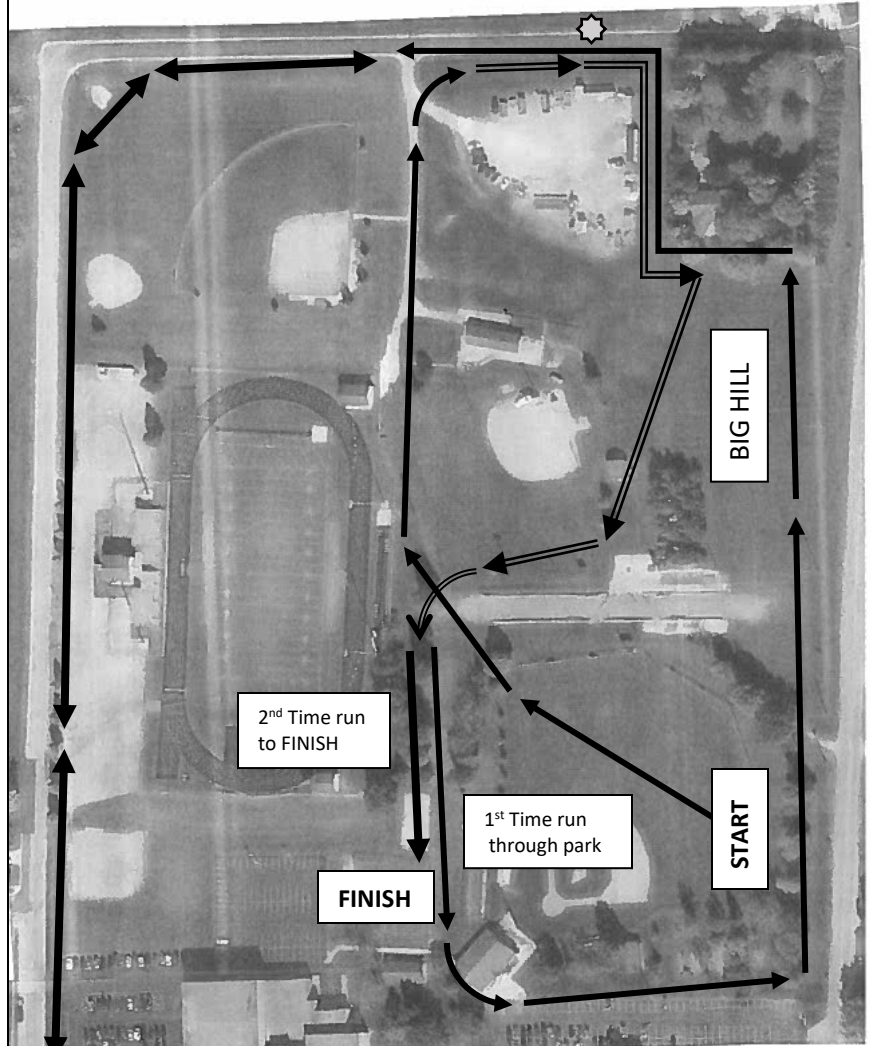 BIG HILL
2nd Time run
to FINISH
START
1st Time run
through park
FINISH